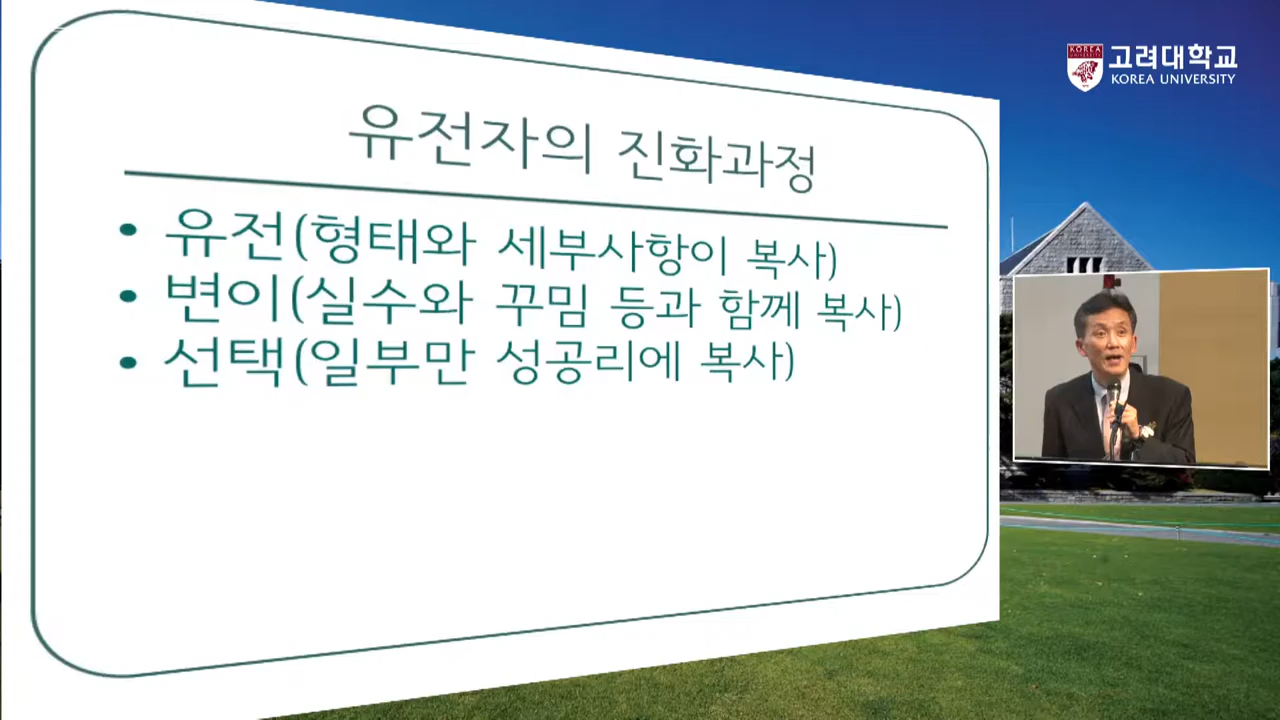 유전자의 진화과정
• 유전(형태와 세부사항이 복사)
• 변이(실수와 꾸밈 등과 함께 복사)
• 선택(일부만 성공리에 복사)
고려대학교
KOREA UNIVERSITY